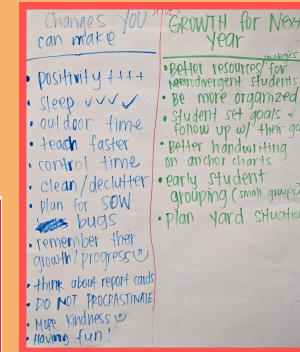 Changes YOU
can make
• positivity ++++
• sleep ✓✓✓
• outdoor time
• teach faster
• control time
• clean/declutter
• plan for SDW
bugs
• remember their
growth/progress ☺
• think about report cards
• DO NOT PROCRASTINATE
• More kindness ☺
• Having fun!
GROWTH for Next
Year
• Better resources/for
Neurodivergent students
• Be more organized
• Student set goals &
follow up w/ their go
• Better handwriting
on anchor charts
• early student
grouping (small groups
• plan yard situation